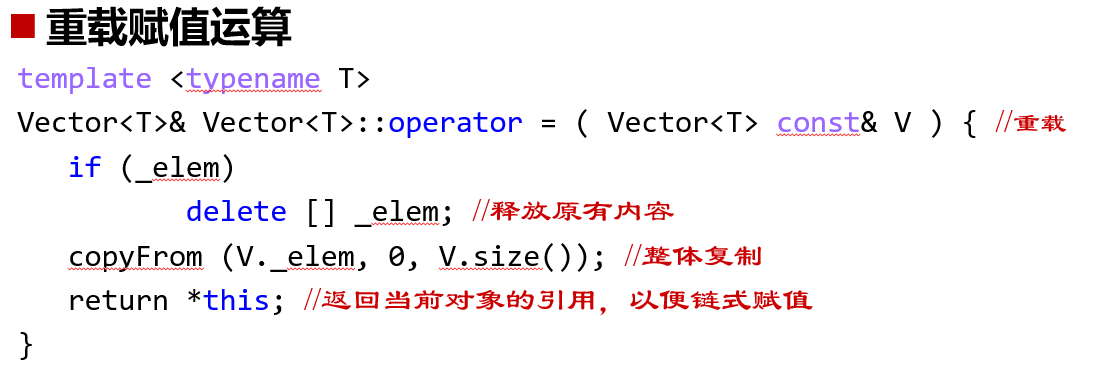 重载赋值运算
template <typename T>
Vector<T>& Vector<T>::operator = ( Vector<T> const& V ) { //重载
if (_elem)
delete [] _elem; //释放原有内容
copyFrom (V._elem, 0, V.size()); //整体复制
return *this; //返回当前对象的引用，以便链式赋值
}